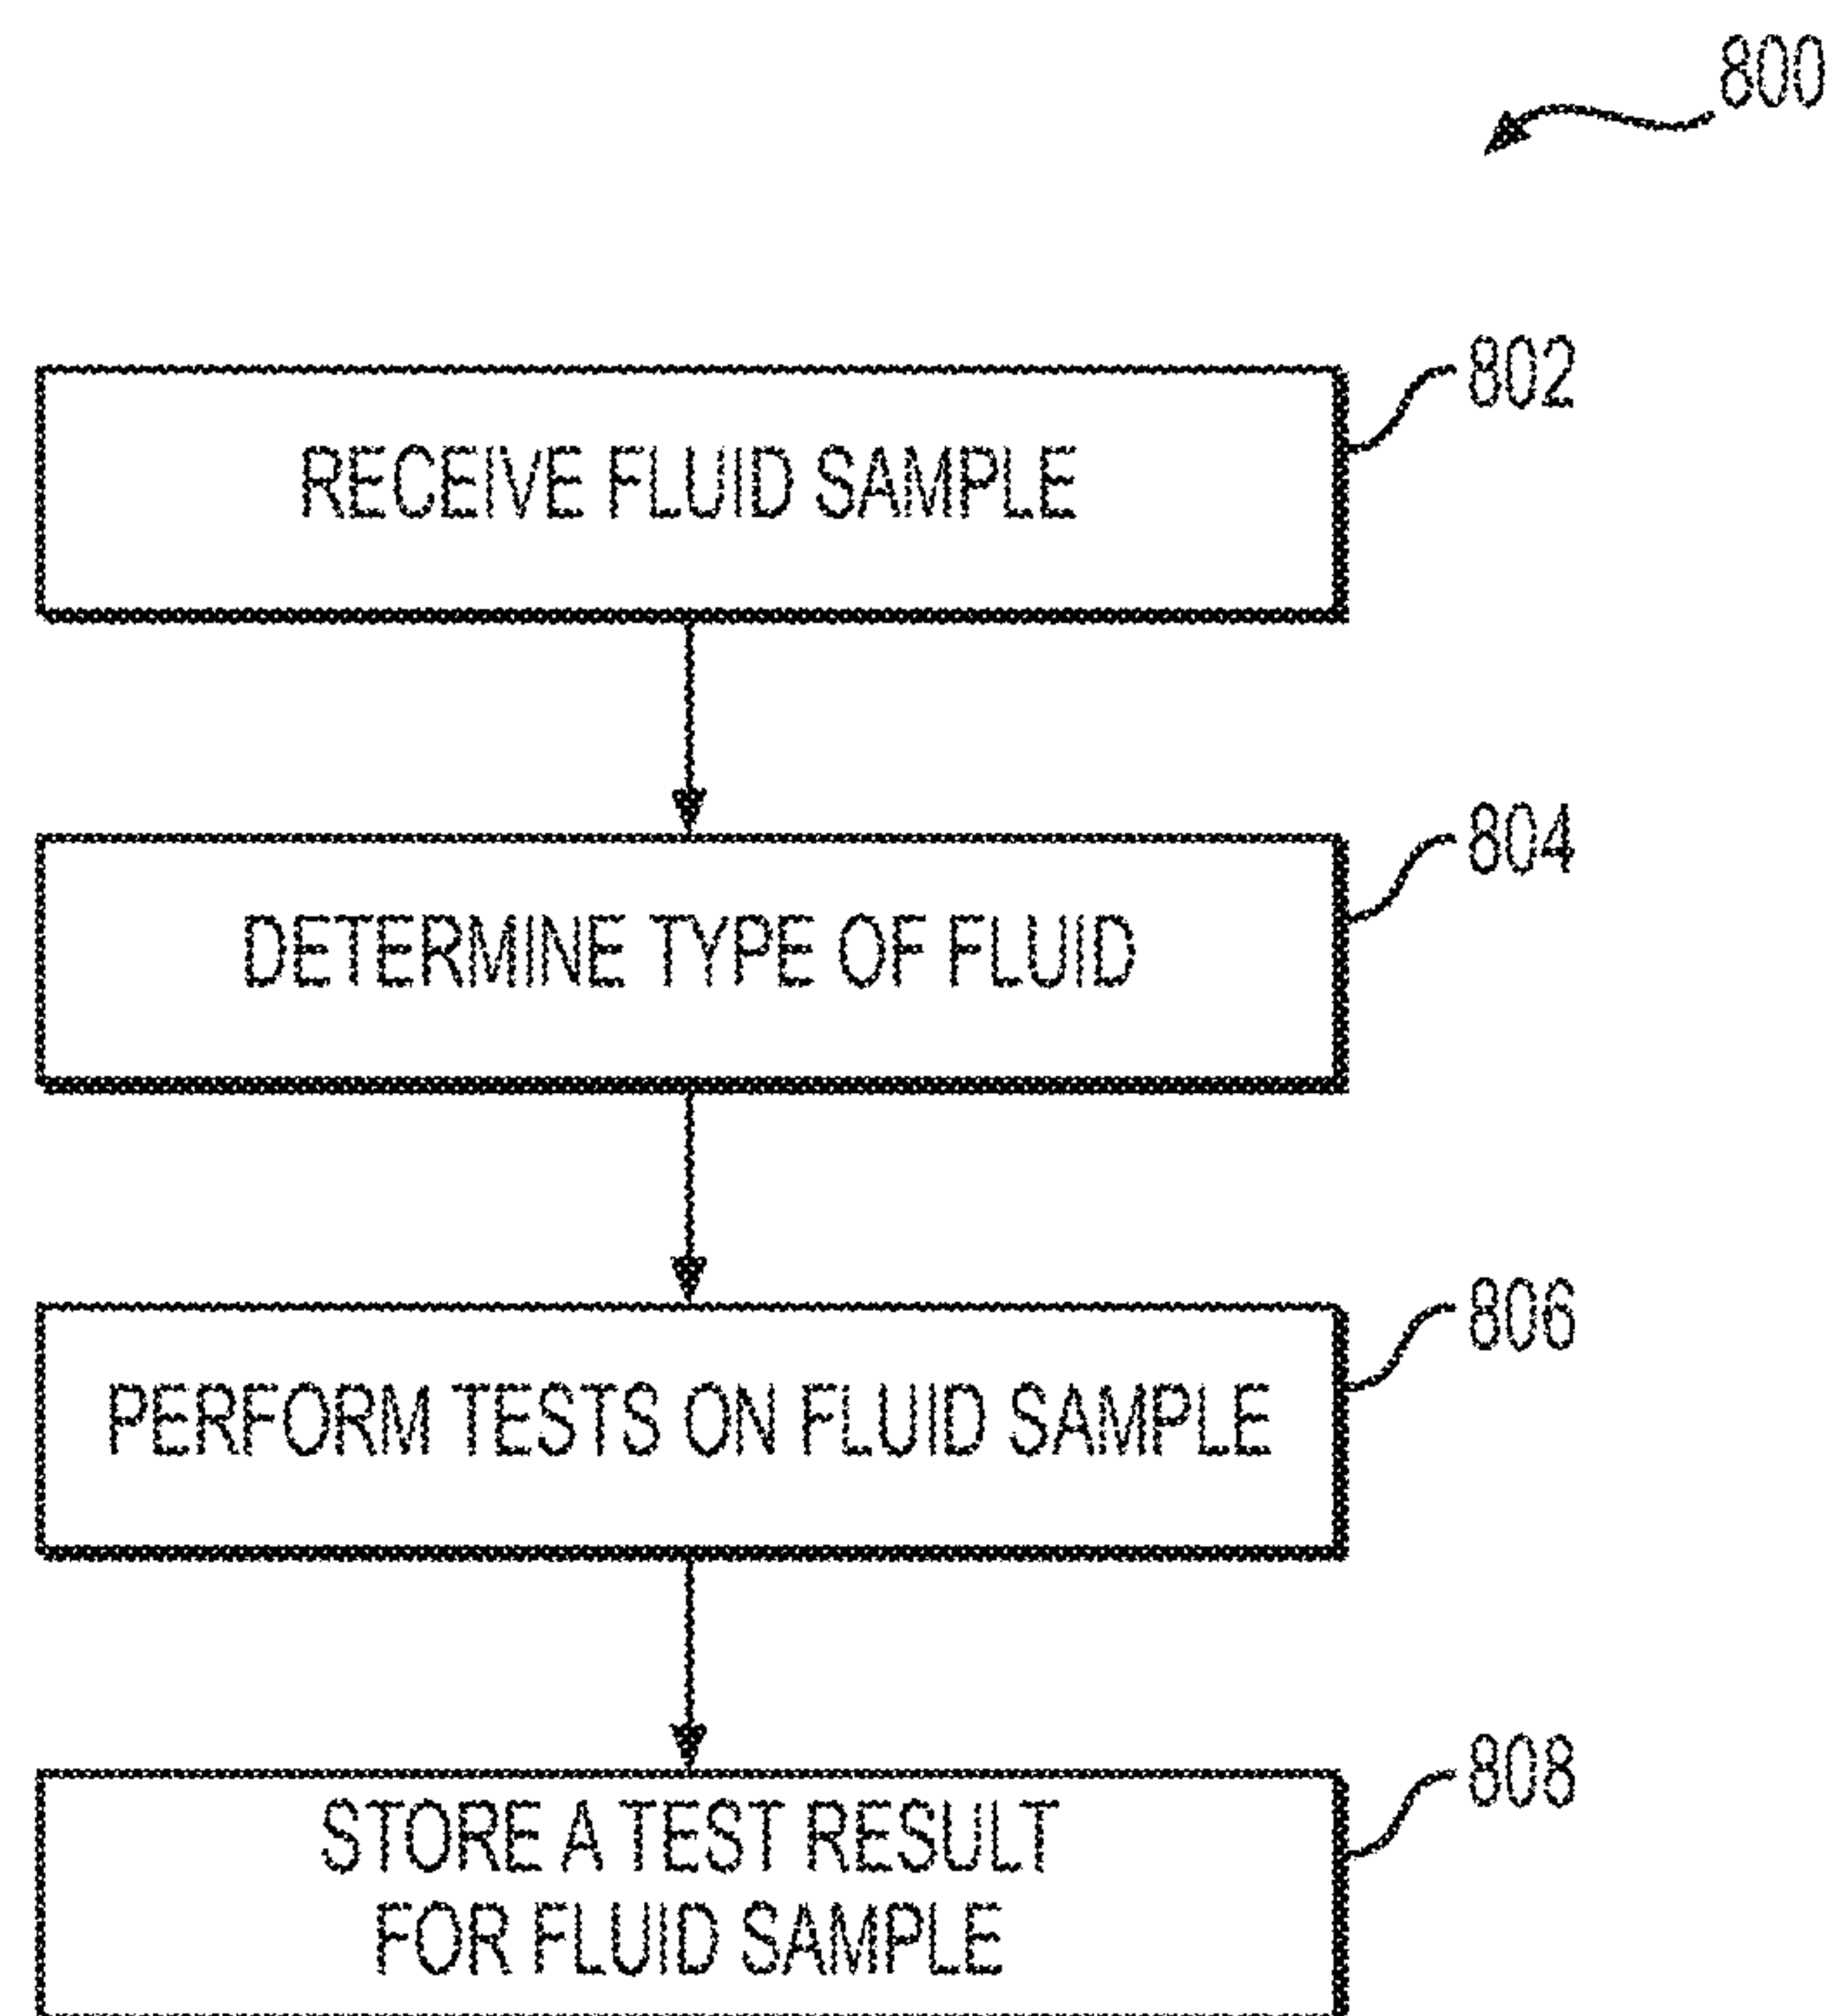 800
802
RECEIVE FLUID SAMPLE
804
DETERMINE TYPE OF FLUID
806
PERFORM TESTS ON FLUID SAMPLE
808
STORE A TEST RESULT
FOR FLUID SAMPLE